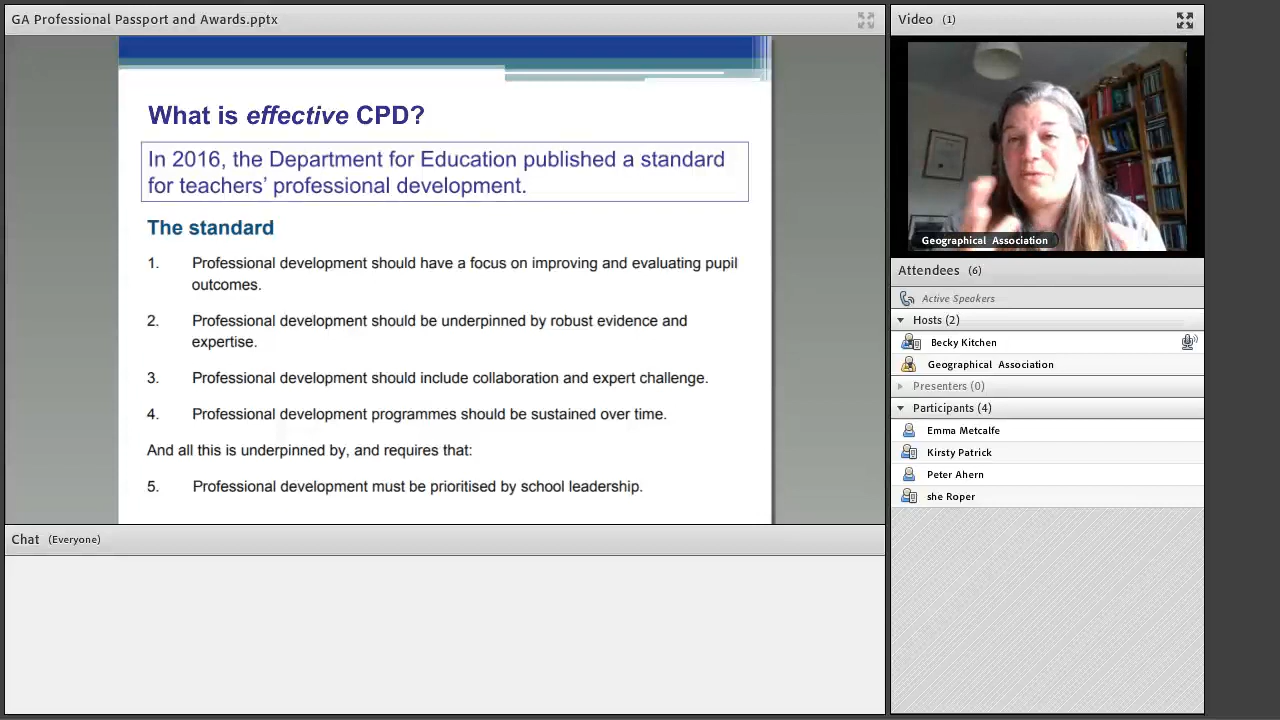 GA Professional Passport and Awards.pptx
What is effective CPD?
In 2016, the Department for Education published a standard
for teachers' professional development.
The standard
1. Professional development should have a focus on improving and evaluating pupil
outcomes.
2. Professional development should be underpinned by robust evidence and
expertise.
3. Professional development should include collaboration and expert challenge.
4. Professional development programmes should be sustained over time.
And all this is underpinned by, and requires that:
5. Professional development must be prioritised by school leadership.
Chat (Everyone)
Video (1)
Geographical Association
Attendees (6)
Active Speakers
Hosts (2)
Becky Kitchen
Geographical Association
Presenters (0)
Participants (4)
Emma Metcalfe
Kirsty Patrick
Peter Ahern
she Roper